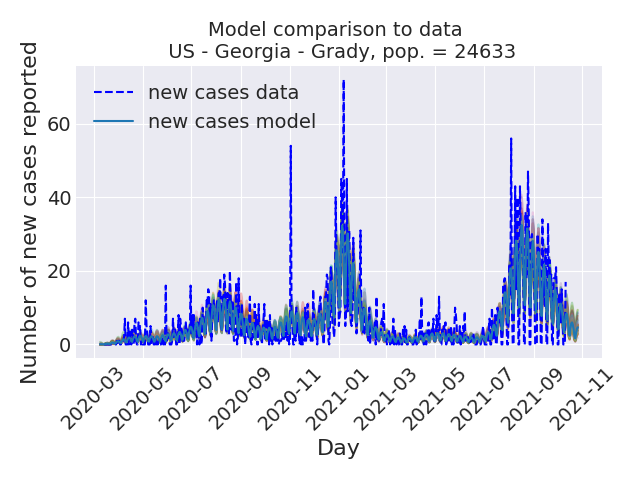 Model comparison to data
US - Georgia - Grady, pop. = 24633
new cases data
new cases model
Number of new cases reported
60
40
20
0
2020-03
2020-05
2020-07
2020-09
2020-11
2021-01
2021-03
2021-05
2021-07
2021-09
2021-11
Day